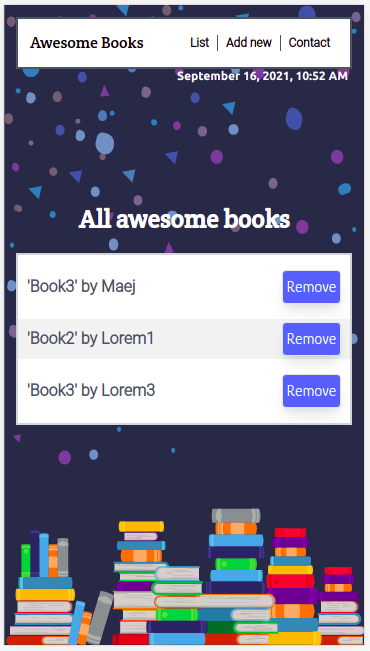 Awesome Books
List
Add new
Contact
September 16, 2021, 10:52 AM
All awesome books
'Book3' by Maej
Remove
'Book2' by Lorem1
Remove
'Book3' by Lorem3
Remove